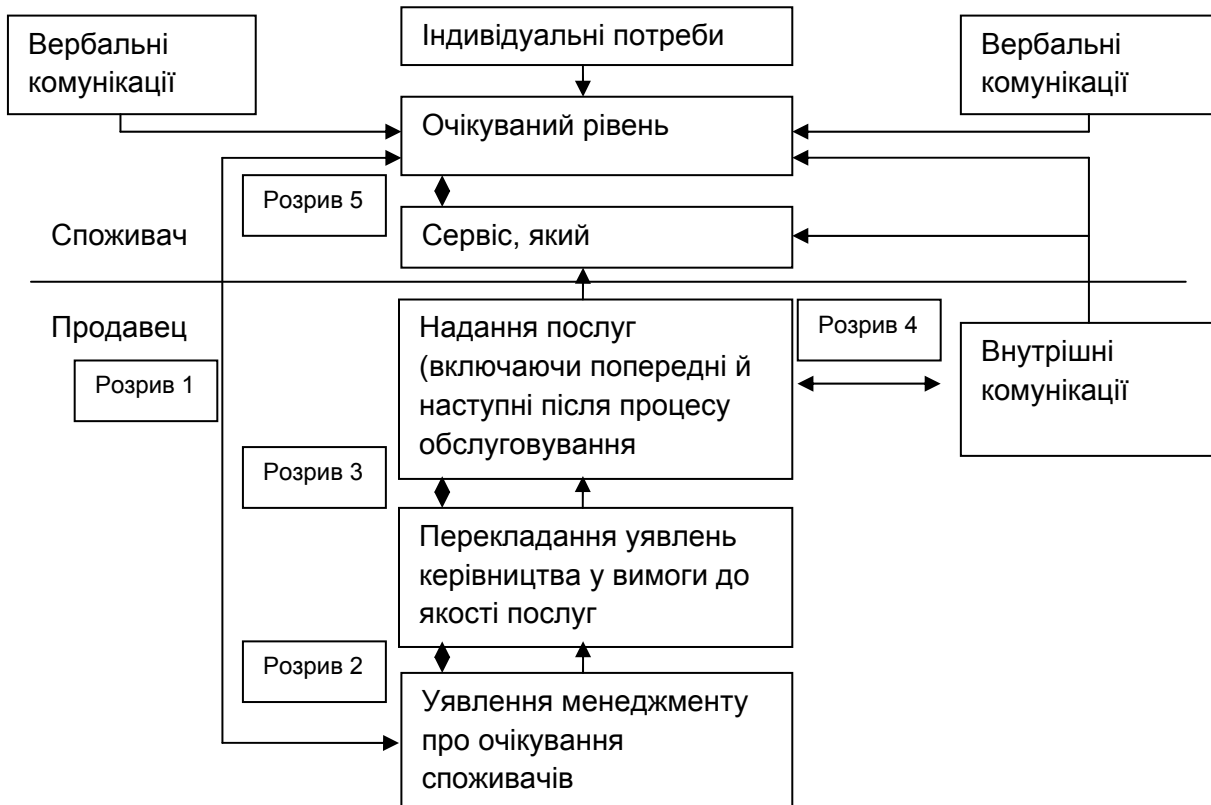 Вербальні
комунікації
Індивідуальні потреби
Вербальні
комунікації
Очікуваний рівень
Розрив 5
Споживач
Сервіс, який
Продавец
Розрив 1
Надання послуг
(включаючи попередні й
наступні після процесу
обслуговування
Розрив 4
Внутрішні
комунікації
Розрив 3
Перекладання уявлень
керівництва у вимоги до
якості послуг
Розрив 2
Уявлення менеджменту
про очікування
споживачів